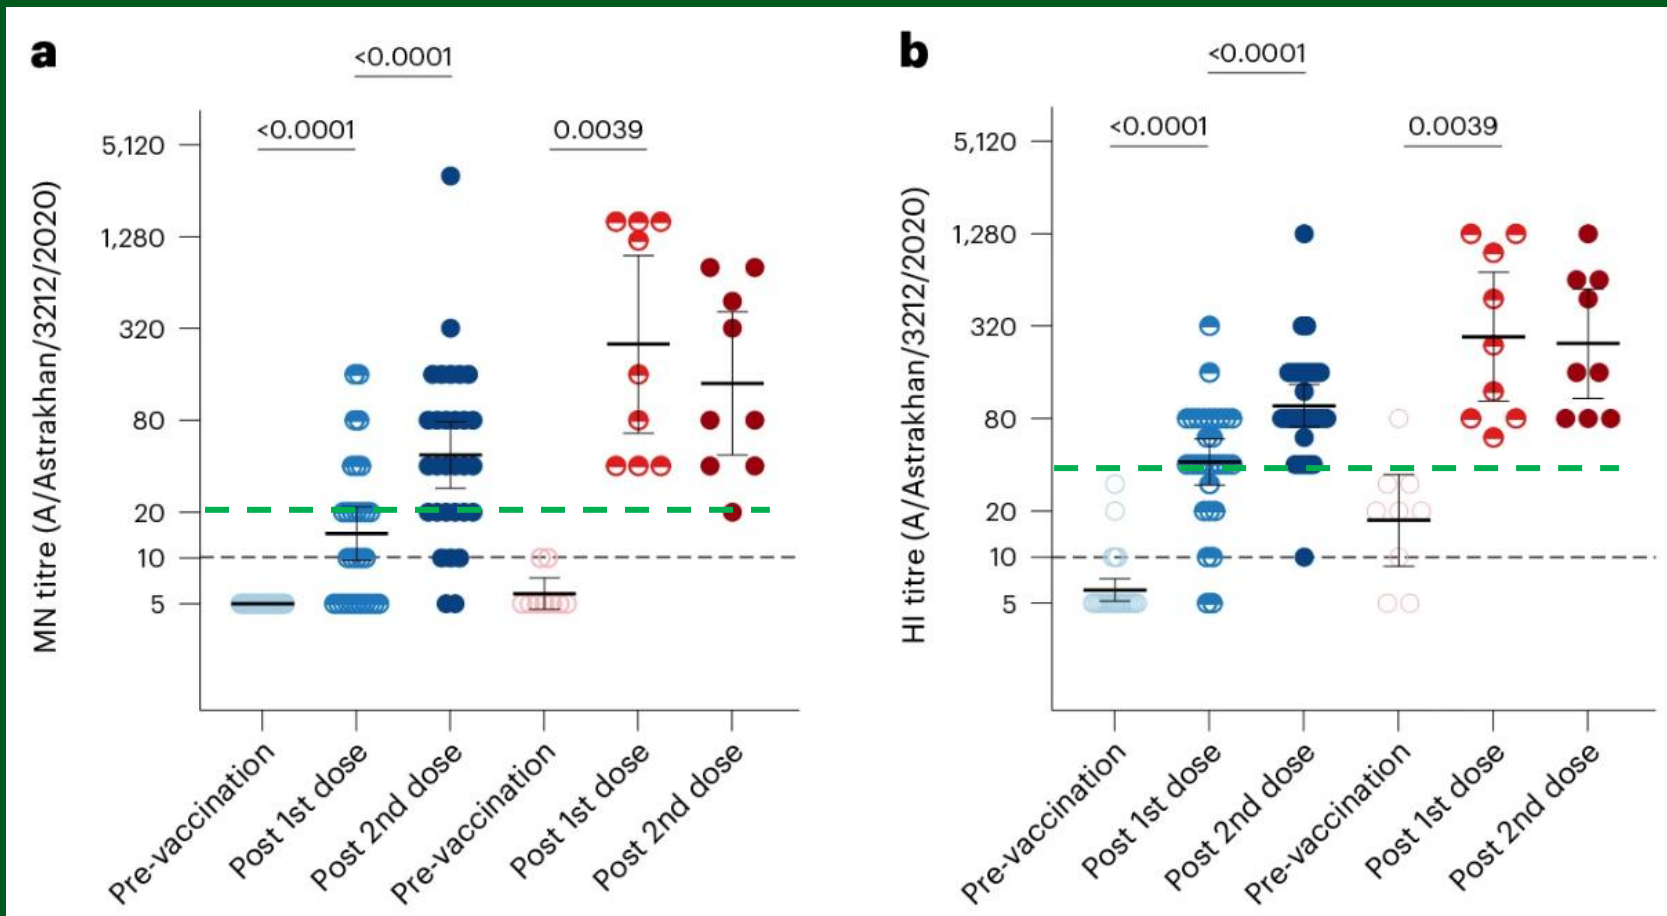 a
<0.0001
<0.0001
0.0039
5,120
1,280
320
80
20
10
5
MN titre (A/Astrakhan/3212/2020)
Pre-vaccination
Post 1st dose
Post 2nd dose
Pre-vaccination
Post 1st dose
Post 2nd dose
b
<0.0001
<0.0001
0.0039
5,120
1,280
320
80
20
10
5
HI titre (A/Astrakhan/3212/2020)
Pre-vaccination
Post 1st dose
Post 2nd dose
Pre-vaccination
Post 1st dose
Post 2nd dose